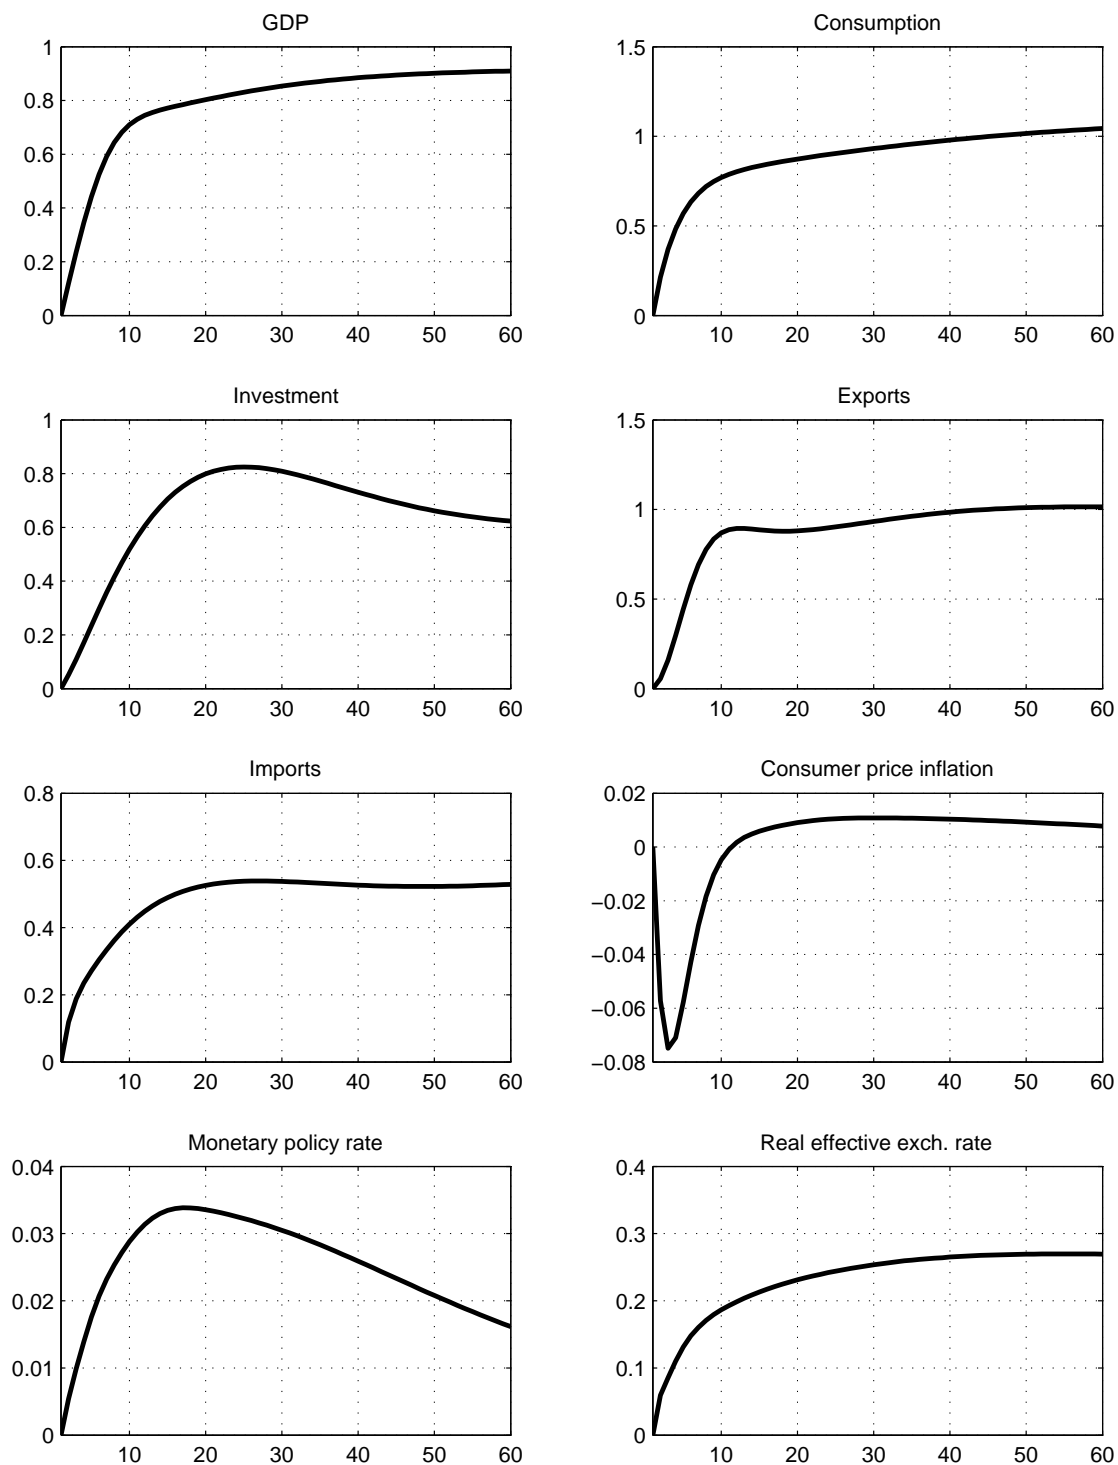 GDP
1
0.8
0.6
0.4
0.2
0
10 20 30 40 50 60
Consumption
1.5
1
0.5
0
10 20 30 40 50 60
Investment
1
0.8
0.6
0.4
0.2
0
10 20 30 40 50 60
Exports
1.5
1
0.5
0
10 20 30 40 50 60
Imports
0.8
0.6
0.4
0.2
0
10 20 30 40 50 60
Consumer price inflation
0.02
0
−0.02
−0.04
−0.06
−0.08
10 20 30 40 50 60
Monetary policy rate
0.04
0.03
0.02
0.01
0
10 20 30 40 50 60
Real effective exch. rate
0.4
0.3
0.2
0.1
0
10 20 30 40 50 60